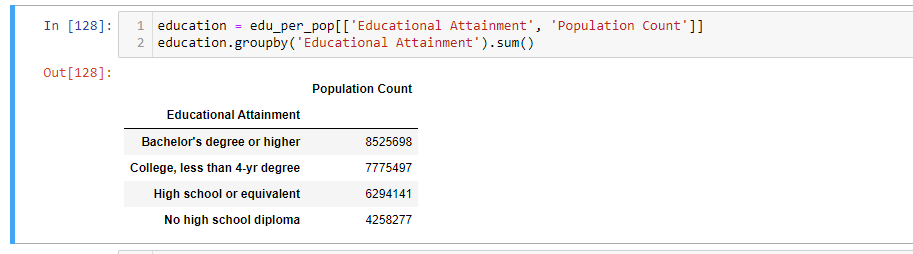 In [128]: 1 education = edu_per_pop[['Educational Attainment', 'Population Count']]
2 education.groupby('Educational Attainment').sum()
Out[128]:
Population Count
Educational Attainment
Bachelor's degree or higher 8525698
College, less than 4-yr degree 7775497
High school or equivalent 6294141
No high school diploma 4258277